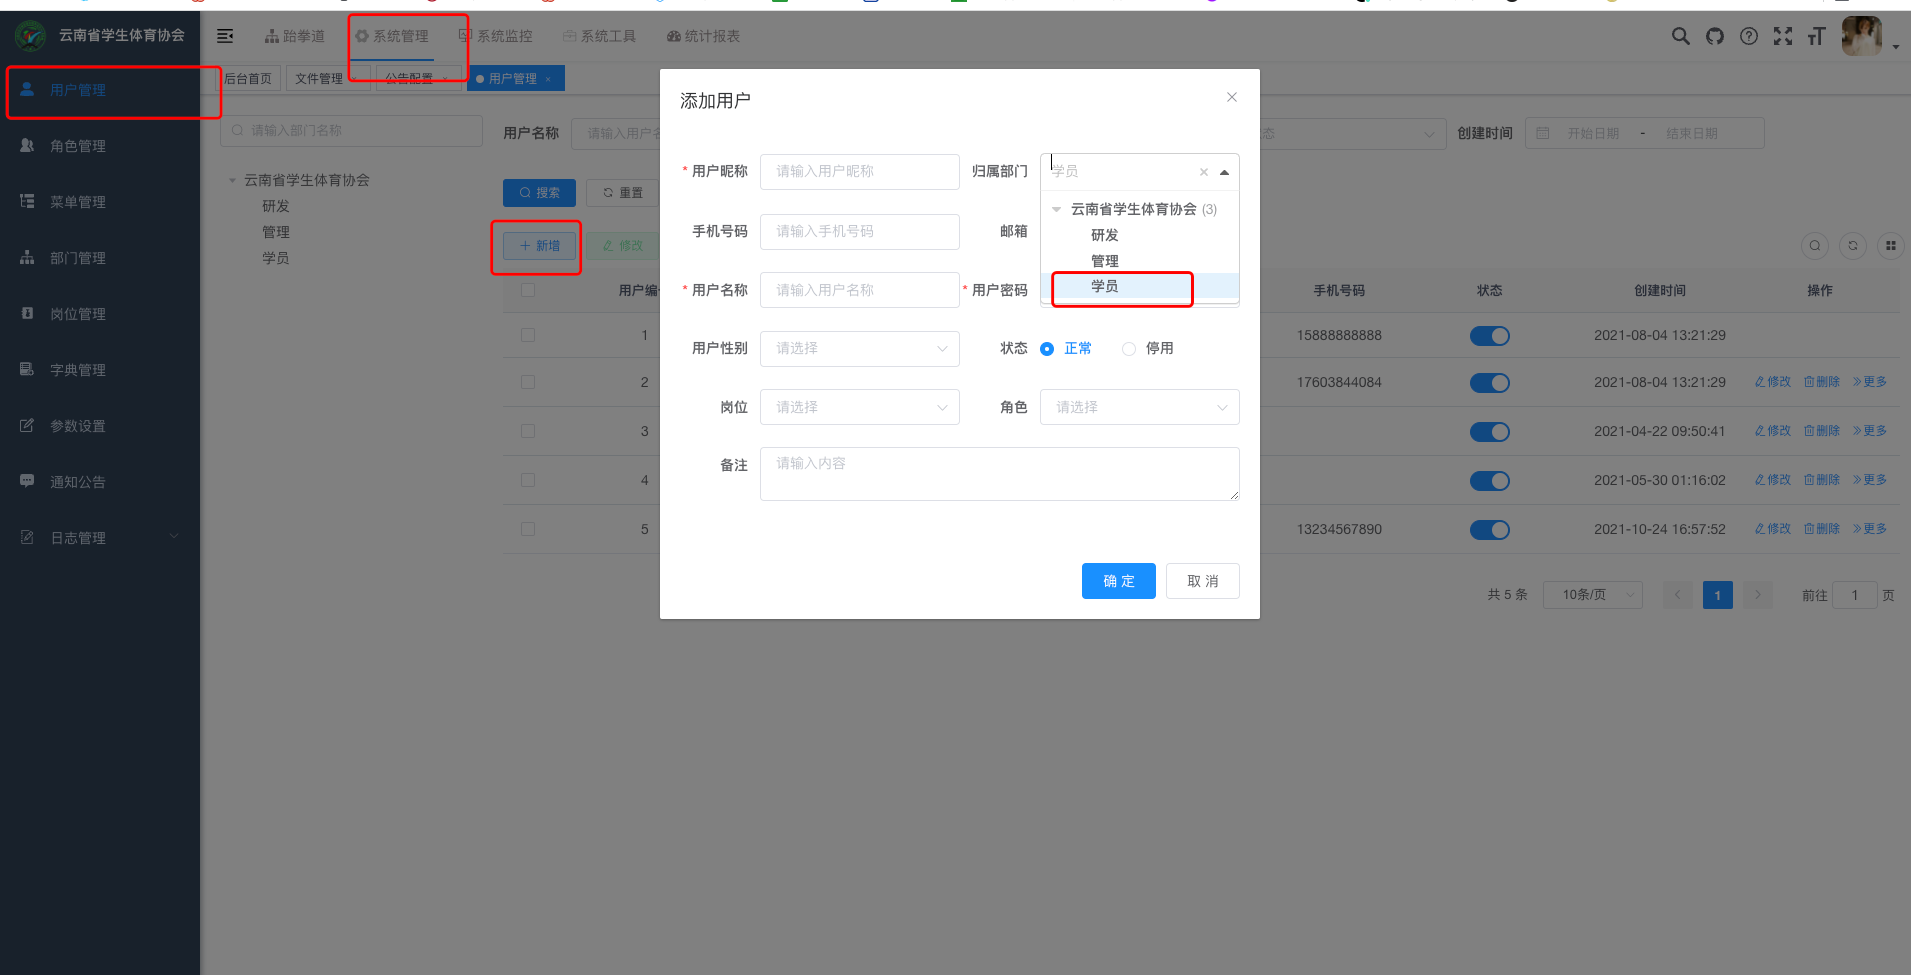 云南省学生体育协会
跆拳道
系统管理
系统监控
系统工具
统计报表
后台首页
文件管理 ×
公告配置 ×
用户管理 ×
用户管理
角色管理
菜单管理
部门管理
岗位管理
字典管理
参数设置
通知公告
日志管理
请输入部门名称
云南省学生体育协会
研发
管理
学员
用户名称
请输入用户名
态
创建时间
开始日期 - 结束日期
搜索
重置
+ 新增
修改
用户编
手机号码
状态
创建时间
操作
1
15888888888
2021-08-04 13:21:29
2
17603844084
2021-08-04 13:21:29
修改 删除 更多
3
2021-04-22 09:50:41
修改 删除 更多
4
2021-05-30 01:16:02
修改 删除 更多
5
13234567890
2021-10-24 16:57:52
修改 删除 更多
共 5 条
10条/页
1
前往 1 页
添加用户
* 用户昵称
请输入用户昵称
归属部门
学员
云南省学生体育协会 (3)
研发
管理
学员
手机号码
请输入手机号码
邮箱
* 用户名称
请输入用户名称
* 用户密码
用户性别
请选择
状态
正常
停用
岗位
请选择
角色
请选择
备注
请输入内容
确 定
取 消